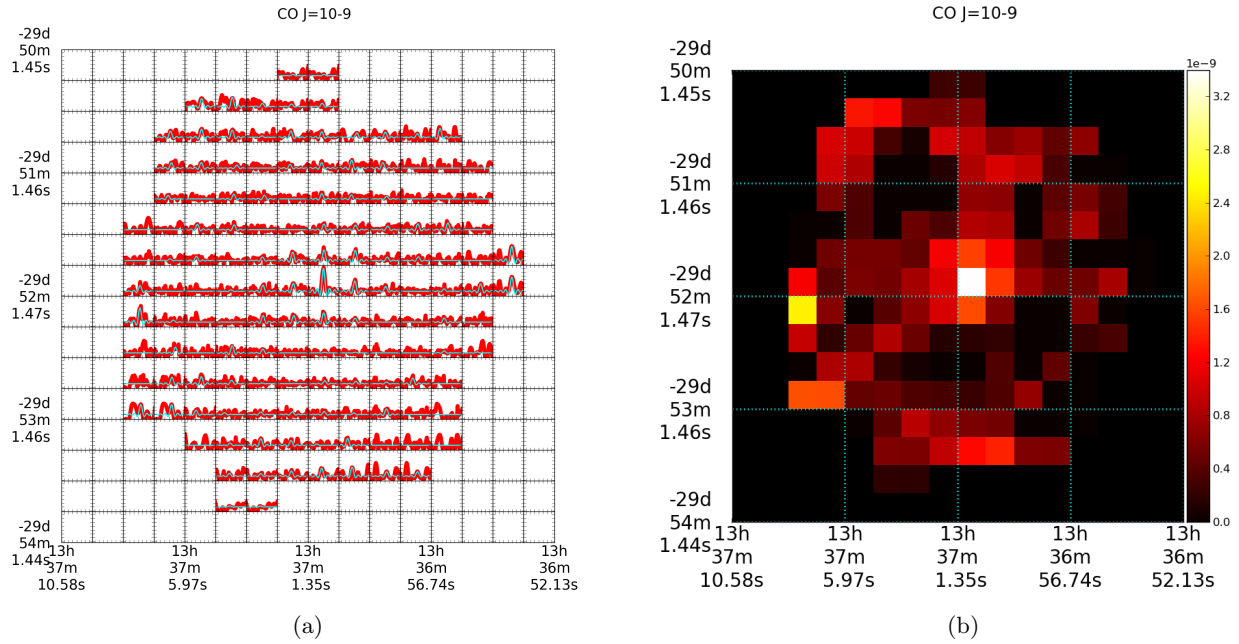 CO J=10-9
-29d
50m
1.45s
-29d
51m
1.46s
-29d
52m
1.47s
-29d
53m
1.46s
-29d
54m
1.44s
13h
37m
10.58s
13h
37m
5.97s
13h
37m
1.35s
13h
36m
56.74s
13h
36m
52.13s
(a)
CO J=10-9
-29d
50m
1.45s
-29d
51m
1.46s
-29d
52m
1.47s
-29d
53m
1.46s
-29d
54m
1.44s
13h
37m
10.58s
13h
37m
5.97s
13h
37m
1.35s
13h
36m
56.74s
13h
36m
52.13s
1e-9
3.2
2.8
2.4
2.0
1.6
1.2
0.8
0.4
0.0
(b)